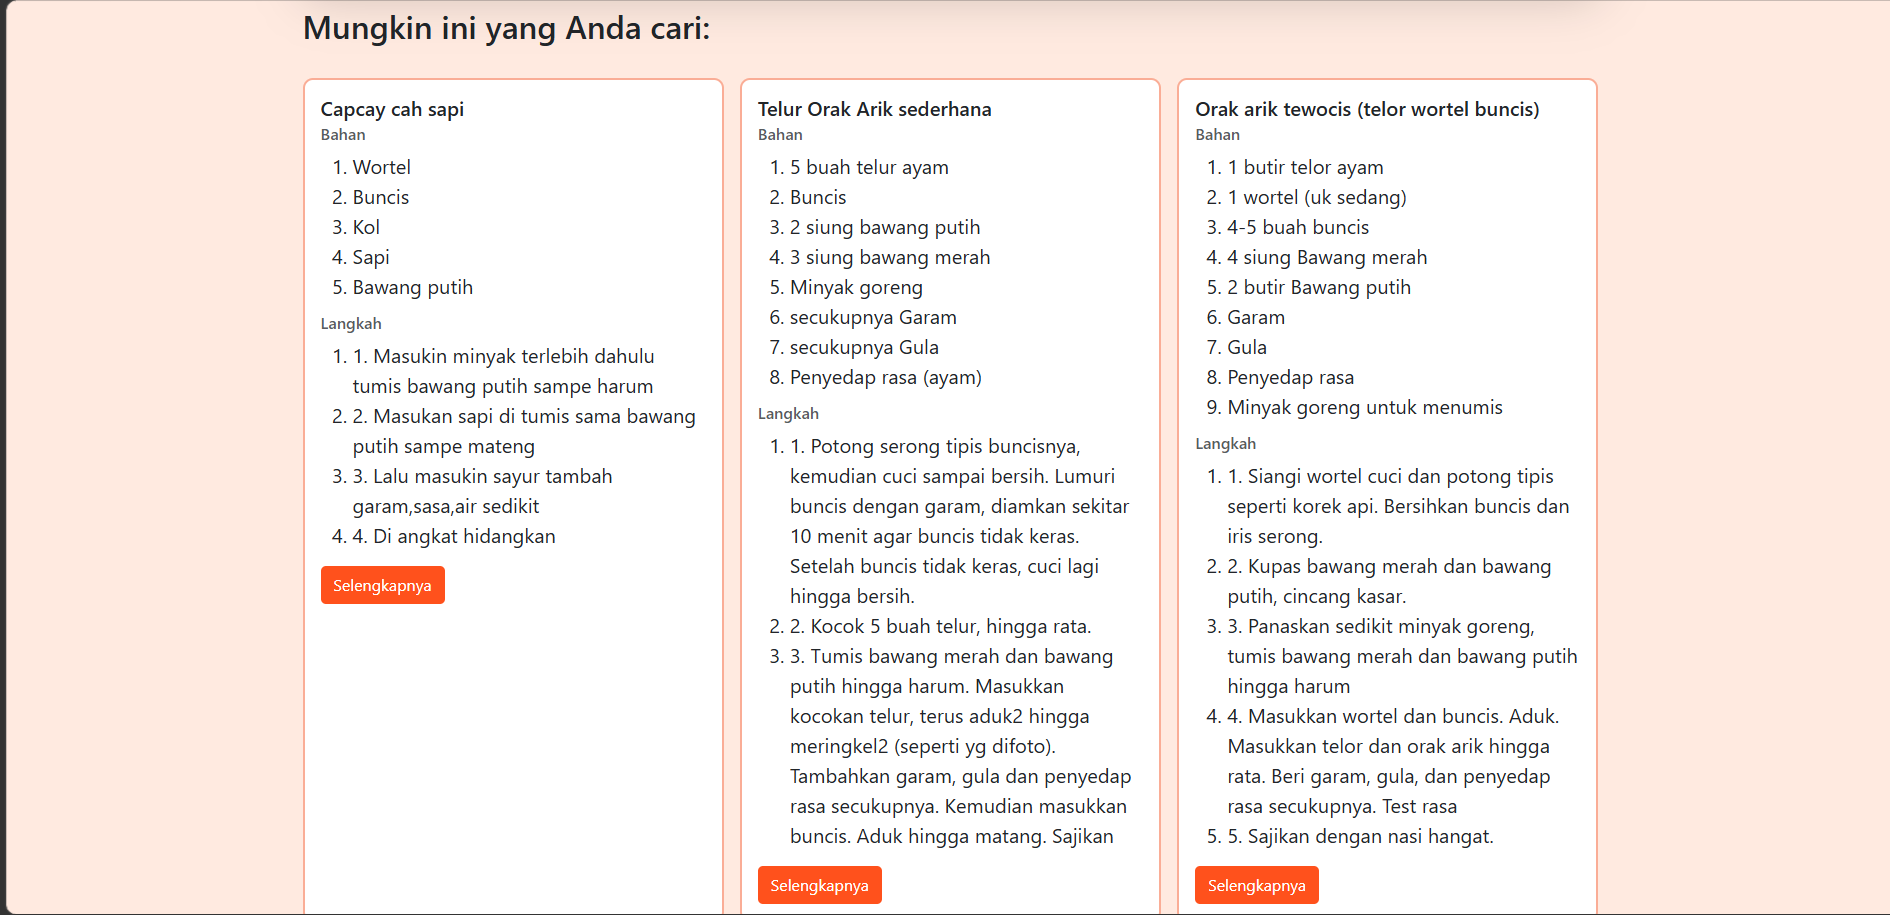 Mungkin ini yang Anda cari:
Capcay cah sapi
Bahan
1. Wortel
2. Buncis
3. Kol
4. Sapi
5. Bawang putih
Langkah
1. 1. Masukin minyak terlebih dahulu
tumis bawang putih sampe harum
2. 2. Masukan sapi di tumis sama bawang
putih sampe mateng
3. 3. Lalu masukin sayur tambah
garam,sasa,air sedikit
4. 4. Di angkat hidangkan
Selengkapnya
Telur Orak Arik sederhana
Bahan
1. 5 buah telur ayam
2. Buncis
3. 2 siung bawang putih
4. 3 siung bawang merah
5. Minyak goreng
6. secukupnya Garam
7. secukupnya Gula
8. Penyedap rasa (ayam)
Langkah
1. 1. Potong serong tipis buncisnya,
kemudian cuci sampai bersih. Lumuri
buncis dengan garam, diamkan sekitar
10 menit agar buncis tidak keras.
Setelah buncis tidak keras, cuci lagi
hingga bersih.
2. 2. Kocok 5 buah telur, hingga rata.
3. 3. Tumis bawang merah dan bawang
putih hingga harum. Masukkan
kocokan telur, terus aduk2 hingga
meringkel2 (seperti yg difoto).
Tambahkan garam, gula dan penyedap
rasa secukupnya. Kemudian masukkan
buncis. Aduk hingga matang. Sajikan
Selengkapnya
Orak arik tewocis (telor wortel buncis)
Bahan
1. 1 butir telor ayam
2. 1 wortel (uk sedang)
3. 4-5 buah buncis
4. 4 siung Bawang merah
5. 2 butir Bawang putih
6. Garam
7. Gula
8. Penyedap rasa
9. Minyak goreng untuk menumis
Langkah
1. 1. Siangi wortel cuci dan potong tipis
seperti korek api. Bersihkan buncis dan
iris serong.
2. 2. Kupas bawang merah dan bawang
putih, cincang kasar.
3. 3. Panaskan sedikit minyak goreng,
tumis bawang merah dan bawang putih
hingga harum
4. 4. Masukkan wortel dan buncis. Aduk.
Masukkan telor dan orak arik hingga
rata. Beri garam, gula, dan penyedap
rasa secukupnya. Test rasa
5. 5. Sajikan dengan nasi hangat.
Selengkapnya